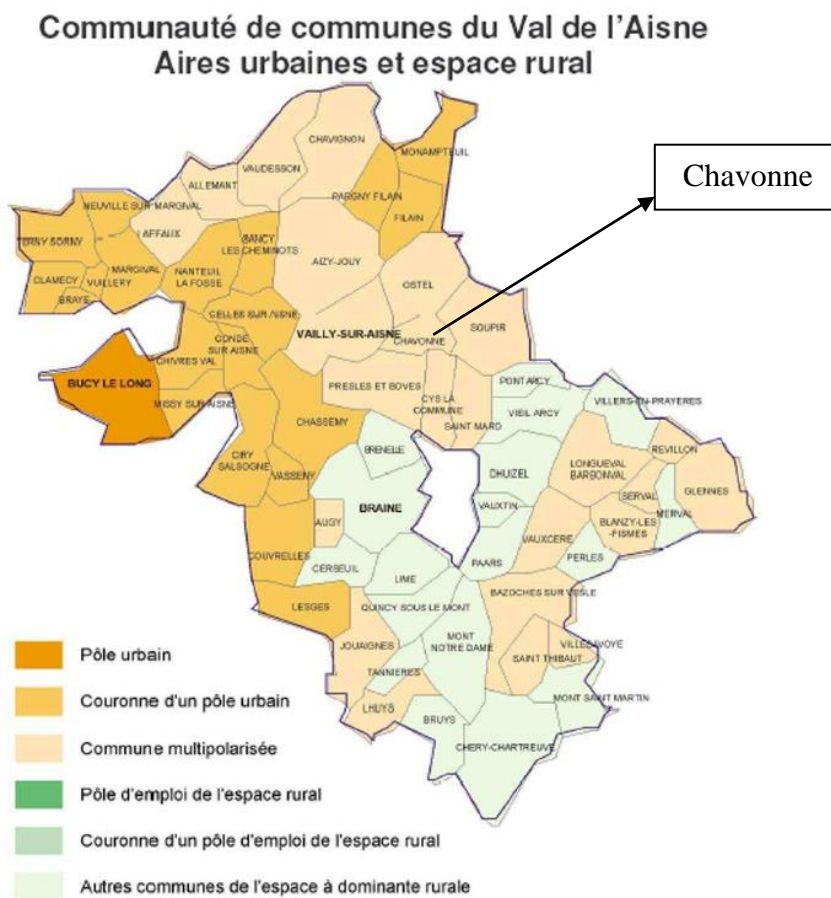 Communauté de communes du Val de l'Aisne
Aires urbaines et espace rural
Chavonne
CHAVIGNON
MONAMPTEUIL
VAUDESSON
ALLEMANT
PARGNY FILAIN
NEUVILLE SUR MARGIVAL
FILAIN
LAFFAUX
TERNY SORNY
SANCY
LES CHEMINOTS
AIZY-JOUY
MARGIVAL
NANTEUIL
LA FOSSE
OSTEL
CLAMECY
VUILLERY
BRAYE
CELLES SUR AISNE
SOUPIR
VAILLY-SUR-AISNE
CHAVONNE
CONDE
SUR AISNE
CHIVRES VAL
BUCY LE LONG
PRESLES ET BOVES
PONT ARCY
MISSY SUR AISNE
CYS LA
COMMUNE
VIEIL ARCY
VILLERS-EN-PRAYERES
CHASSEMY
SAINT MARD
BRENELLE
REVILLON
CIRY
SALSOGNE
LONGUEVAL
BARBONVAL
VASSENY
DHUIZEL
SERVAL
GLENNES
BRAINE
VAUXTIN
MERVAL
AUGY
BLANZY-LES
-FISMES
VAUXCERE
COUVRELLES
CERSEUIL
PAARS
PERLES
LIME
BAZOCHES SUR VESLE
LESGES
QUINCY SOUS LE MONT
JOUAIGNES
MONT
NOTRE DAME
VILLESAVOYE
SAINT THIBAUT
TANNIERES
MONT SAINT MARTIN
LHUYS
BRUYS
CHERY-CHARTREUVE
Pôle urbain
Couronne d'un pôle urbain
Commune multipolarisée
Pôle d'emploi de l'espace rural
Couronne d'un pôle d'emploi de l'espace rural
Autres communes de l'espace à dominante rurale